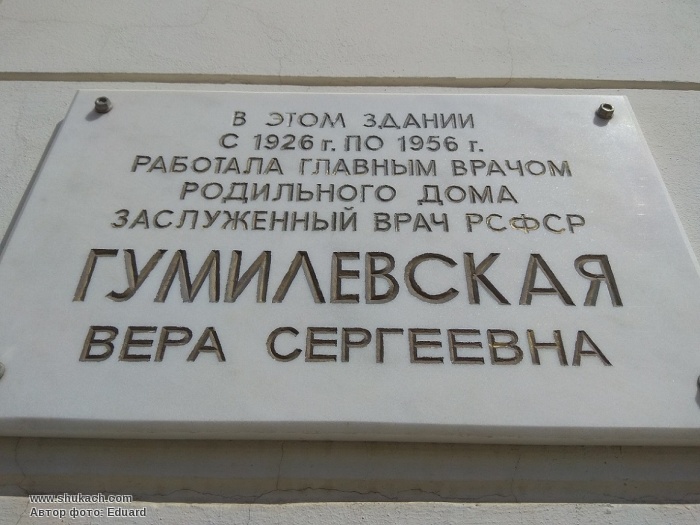 В ЭТОМ ЗДАНИИ
С 1926 г. ПО 1956 г.
РАБОТАЛА ГЛАВНЫМ ВРАЧОМ
РОДИЛЬНОГО ДОМА
ЗАСЛУЖЕННЫЙ ВРАЧ РСФСР
ГУМИЛЕВСКАЯ
ВЕРА СЕРГЕЕВНА
www.shukach.com
Автор фото: Eduard